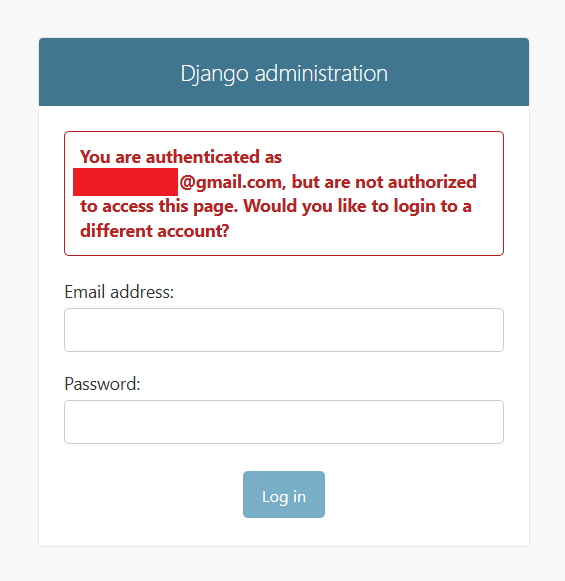 Django administration
You are authenticated as
@gmail.com, but are not authorized
to access this page. Would you like to login to a
different account?
Email address:
Password:
Log in